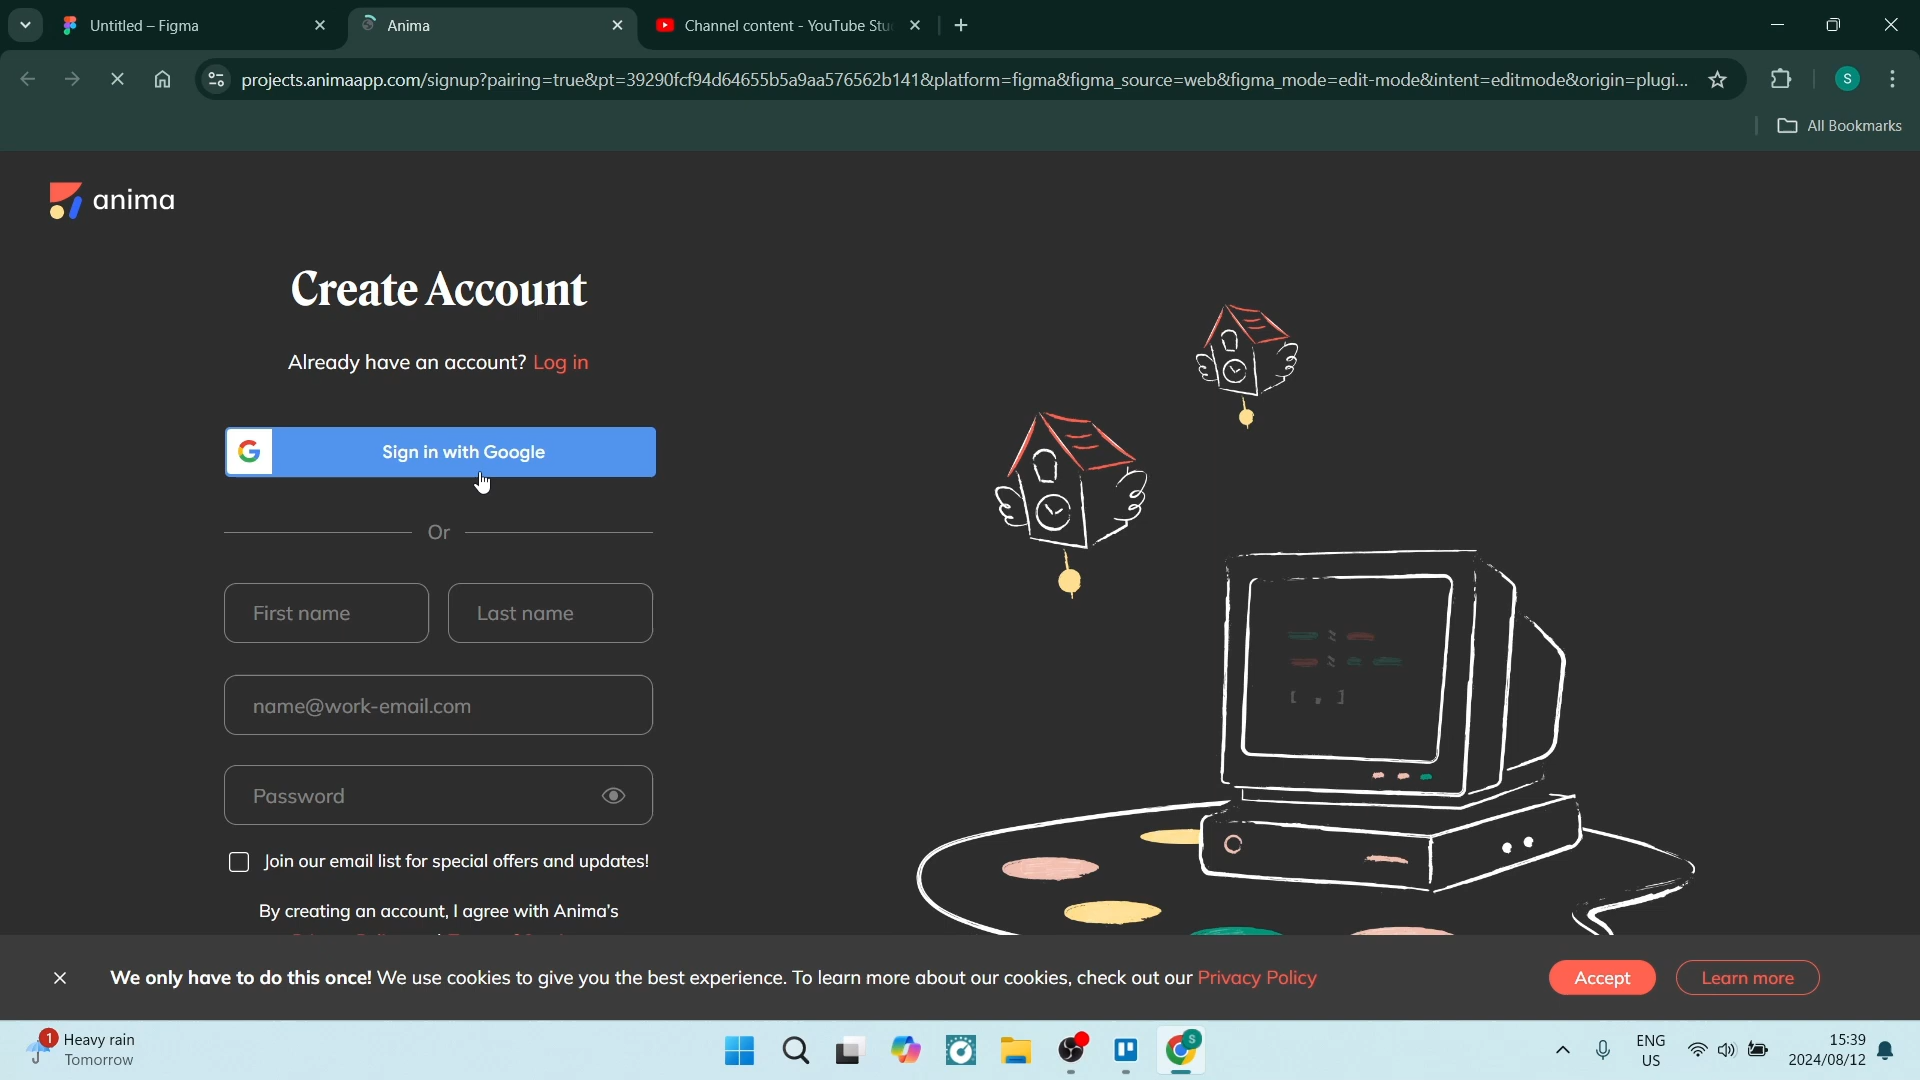 Untitled – Figma
Anima
Channel content - YouTube Stu
projects.animaapp.com/signup?pairing=true&pt=39290fcf94d64655b5a9aa576562b141&platform=figma&figma_source=web&figma_mode=edit-mode&intent=editmode&origin=plugi...
S
All Bookmarks
anima
Create Account
Already have an account? Log in
Sign in with Google
Or
First name
Last name
name@work-email.com
Password
Join our email list for special offers and updates!
By creating an account, I agree with Anima's
We only have to do this once! We use cookies to give you the best experience. To learn more about our cookies, check out our Privacy Policy
Accept
Learn more
1
Heavy rain
Tomorrow
S
ENG
US
15:39
2024/08/12